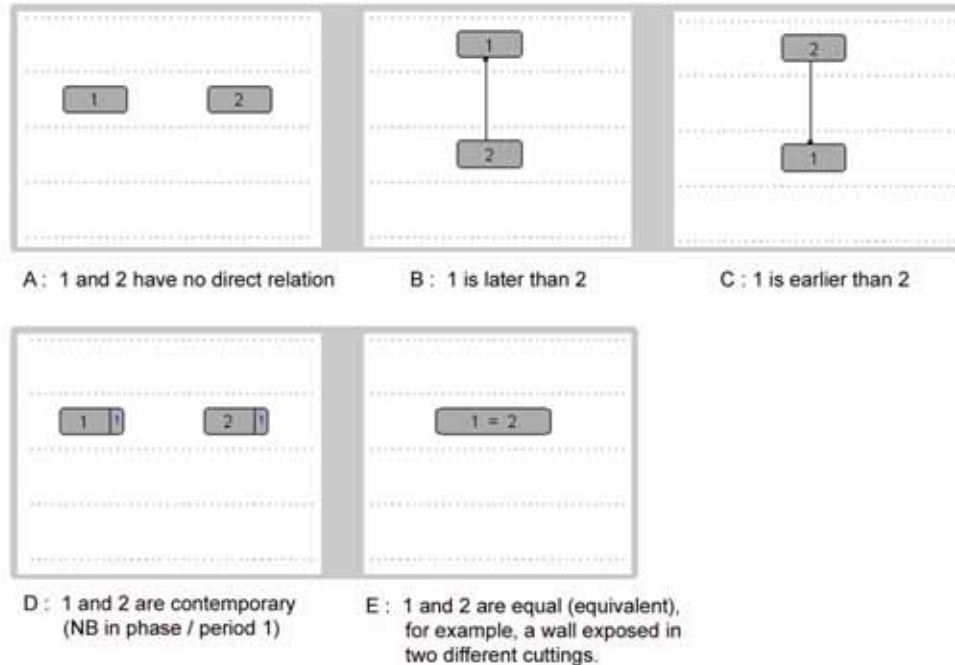 1
2
1
2
2
1
A : 1 and 2 have no direct relation
B : 1 is later than 2
C : 1 is earlier than 2
1 1
2 1
1 = 2
D : 1 and 2 are contemporary
(NB in phase / period 1)
E : 1 and 2 are equal (equivalent),
for example, a wall exposed in
two different cuttings.